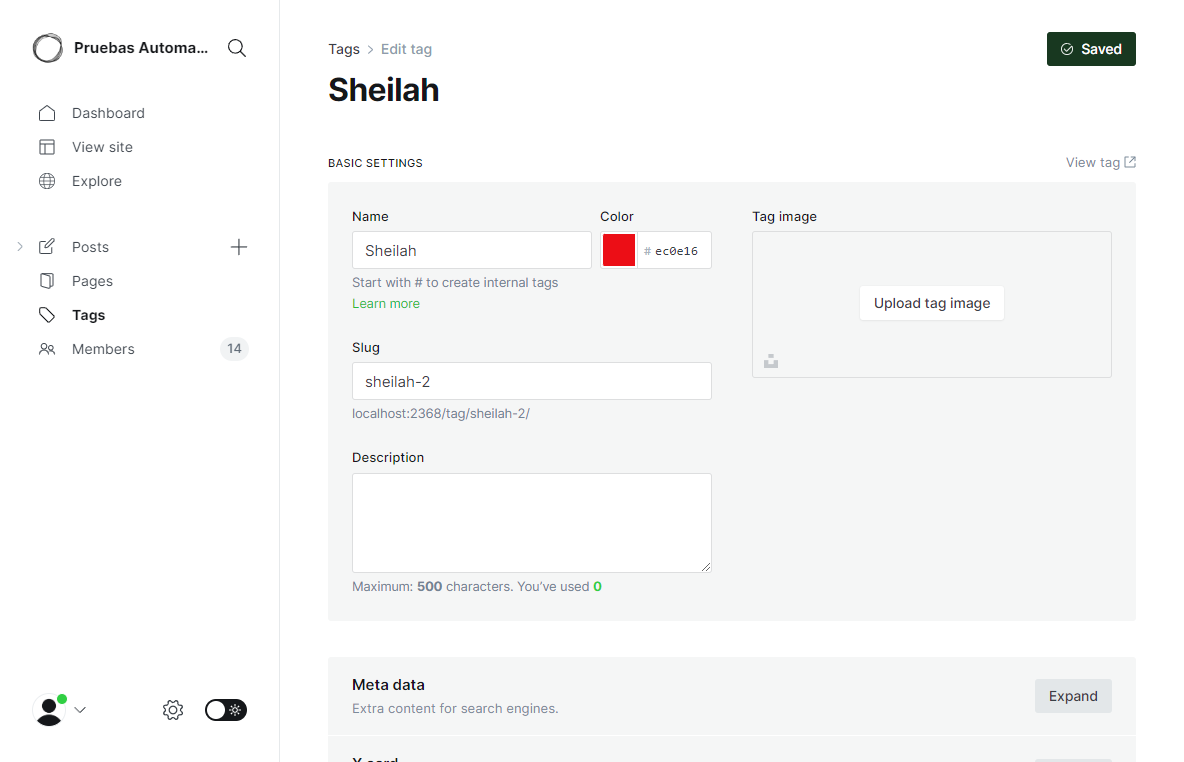 Pruebas Automa...
Dashboard
View site
Explore
Posts
Pages
Tags
Members
14
Tags > Edit tag
Saved
Sheilah
BASIC SETTINGS
View tag
Name
Color
Tag image
Sheilah
# ec0e16
Start with # to create internal tags
Learn more
Upload tag image
Slug
sheilah-2
localhost:2368/tag/sheilah-2/
Description
Maximum: 500 characters. You’ve used 0
Meta data
Extra content for search engines.
Expand
X card